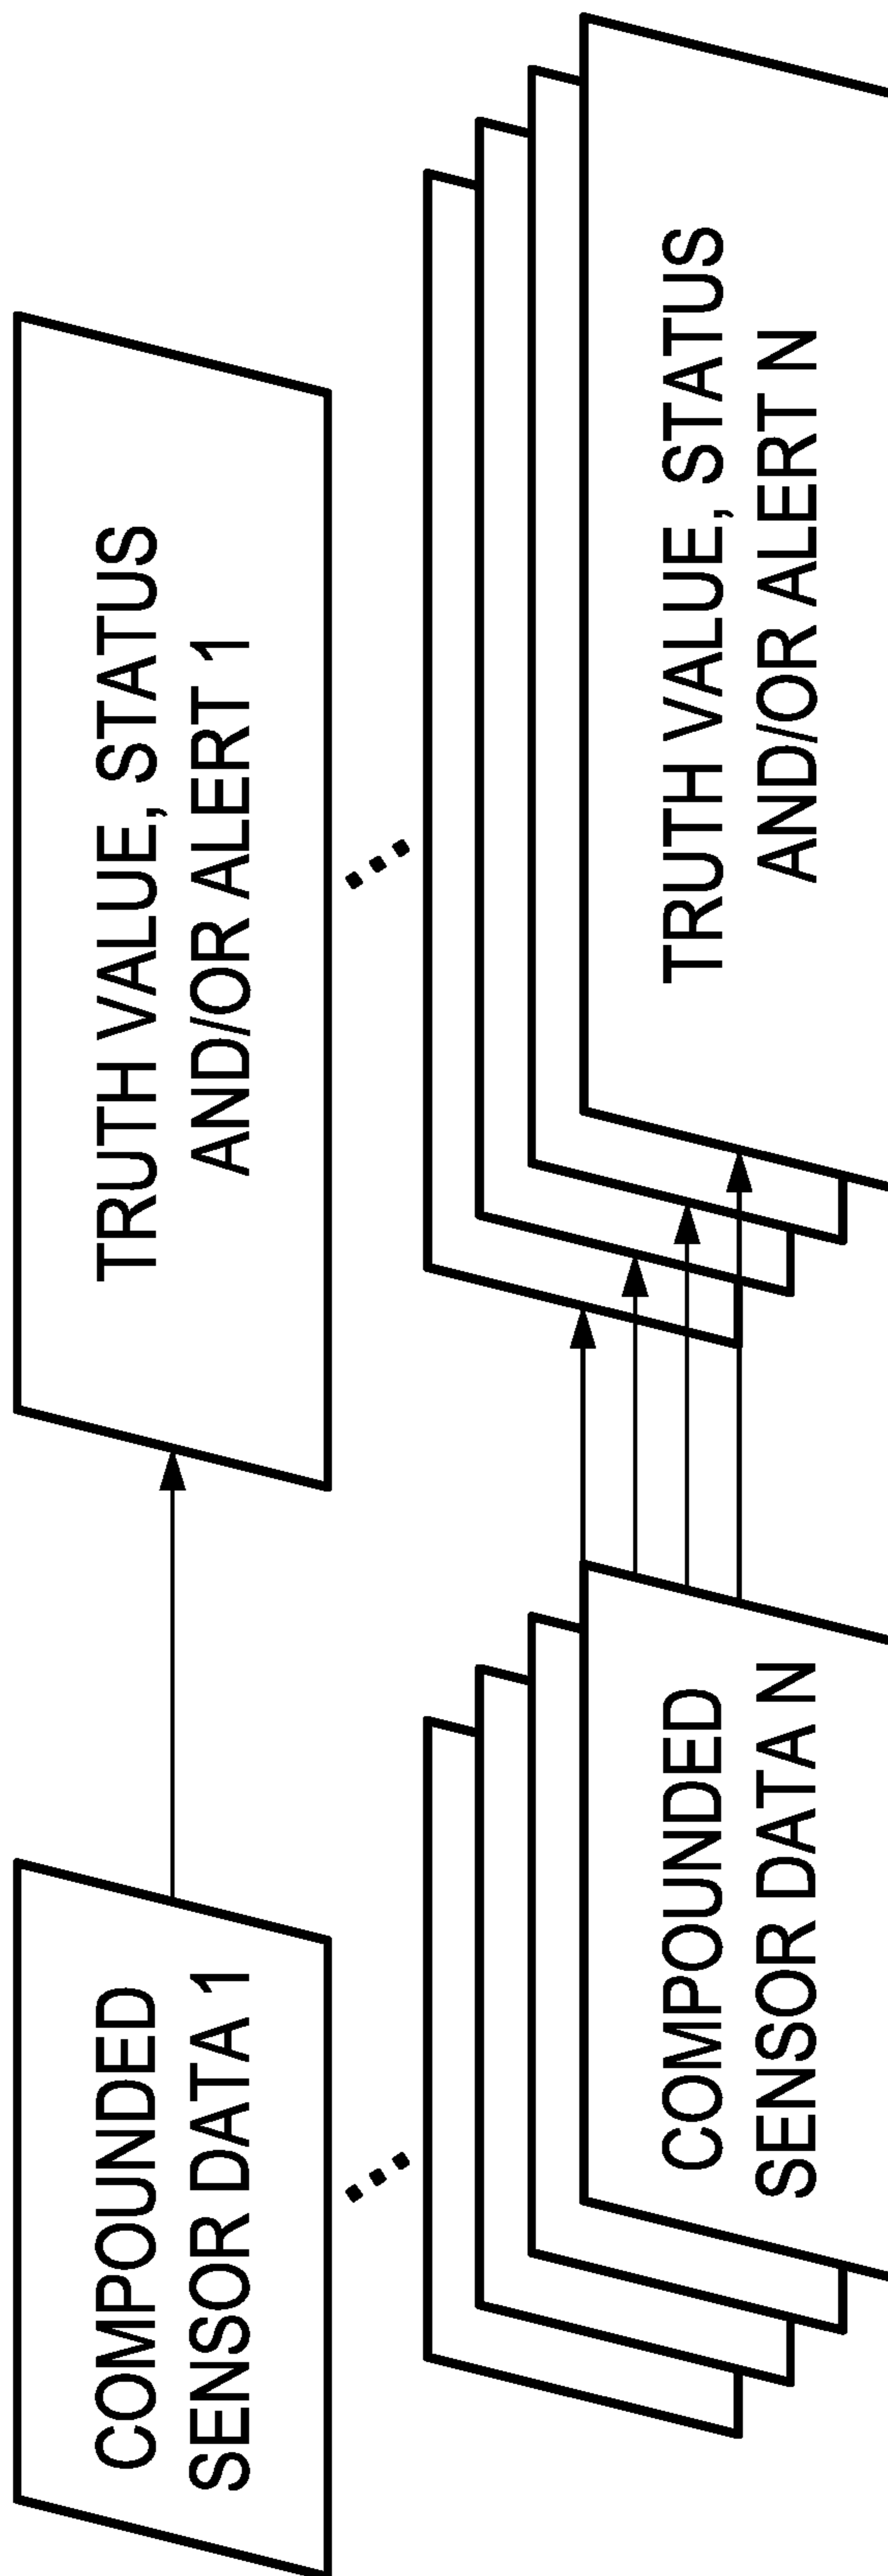 COMPOUNDED
SENSOR DATA 1
TRUTH VALUE, STATUS
AND/OR ALERT 1
COMPOUNDED
SENSOR DATA N
TRUTH VALUE, STATUS
AND/OR ALERT N